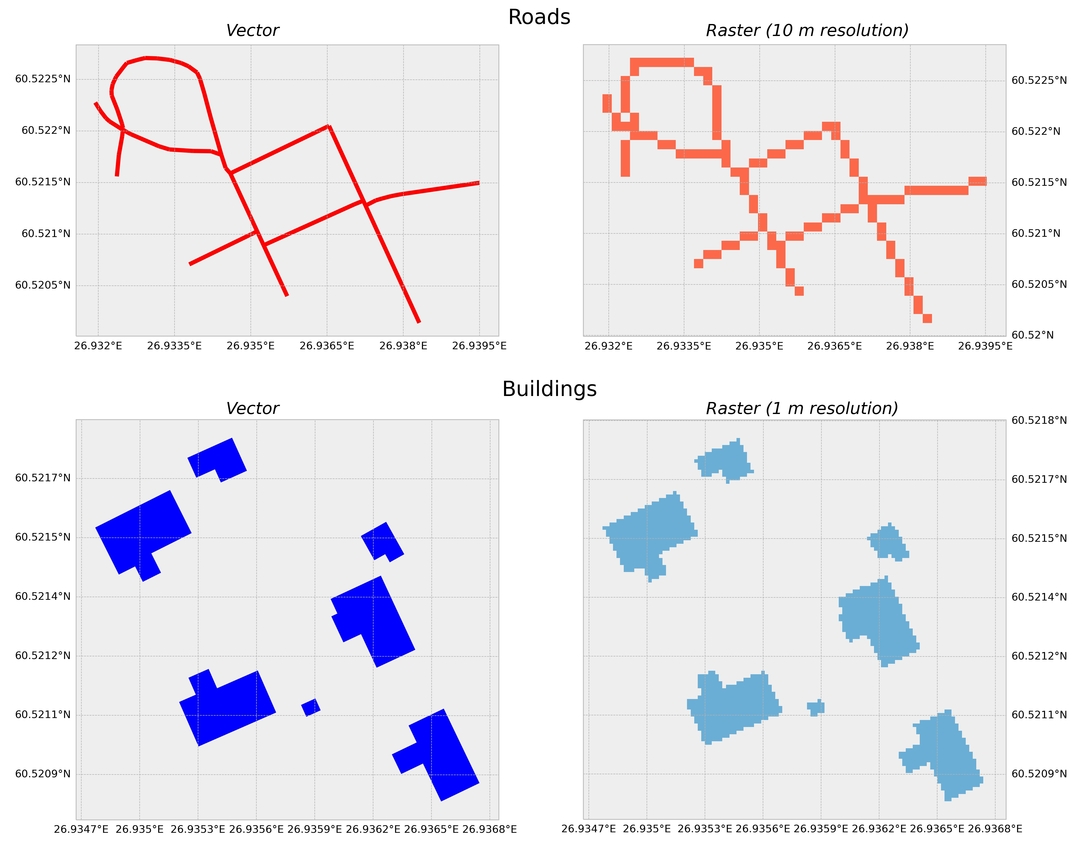 Roads
Vector
Raster (10 m resolution)
60.5225°N
60.522°N
60.5215°N
60.521°N
60.5205°N
26.932°E 26.9335°E 26.935°E 26.9365°E 26.938°E 26.9395°E
60.5225°N
60.522°N
60.5215°N
60.521°N
60.5205°N
60.52°N
26.932°E 26.9335°E 26.935°E 26.9365°E 26.938°E 26.9395°E
Buildings
Vector
Raster (1 m resolution)
60.5217°N
60.5215°N
60.5214°N
60.5212°N
60.5211°N
60.5209°N
26.9347°E 26.935°E 26.9353°E 26.9356°E 26.9359°E 26.9362°E 26.9365°E 26.9368°E
60.5218°N
60.5217°N
60.5215°N
60.5214°N
60.5212°N
60.5211°N
60.5209°N
26.9347°E 26.935°E 26.9353°E 26.9356°E 26.9359°E 26.9362°E 26.9365°E 26.9368°E